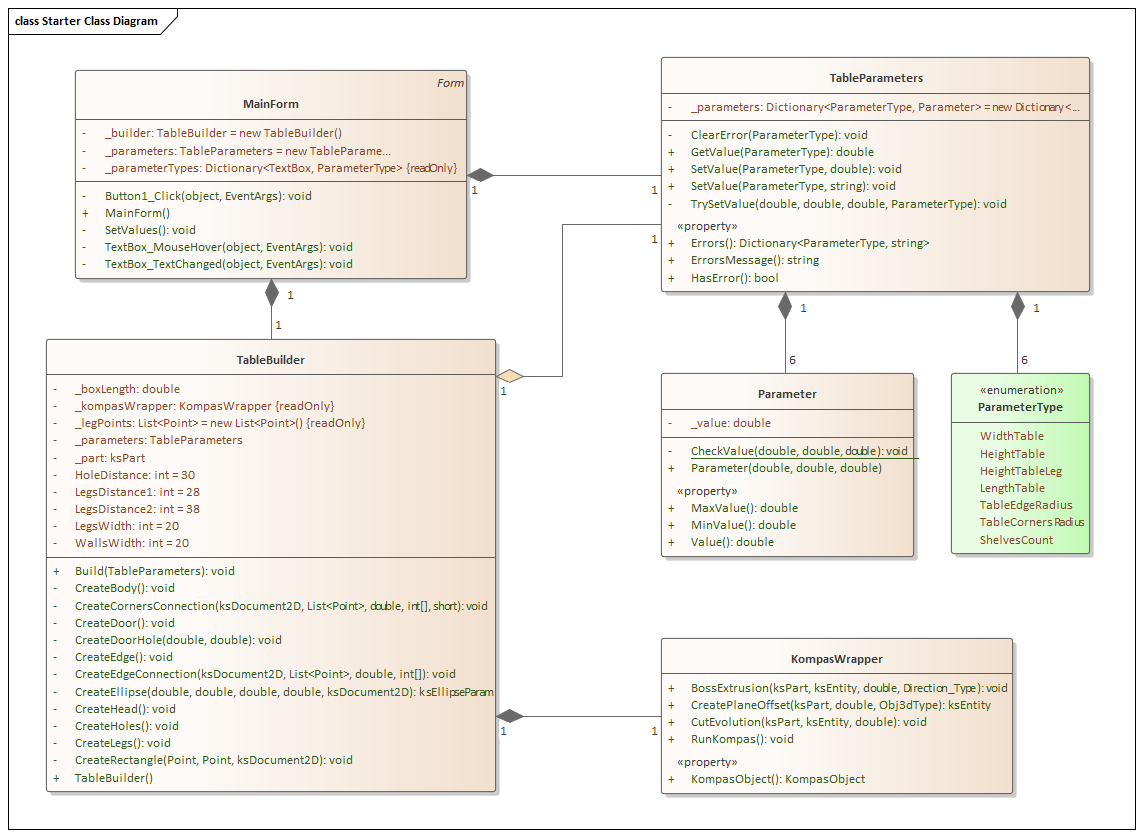 class Starter Class Diagram
Form
MainForm
- _builder: TableBuilder = new TableBuilder()
- _parameters: TableParameters = new TableParame...
- _parameterTypes: Dictionary<TextBox, ParameterType> {readOnly}
- Button1_Click(object, EventArgs): void
+ MainForm()
- SetValues(): void
- TextBox_MouseHover(object, EventArgs): void
- TextBox_TextChanged(object, EventArgs): void
1
1
1
1
TableParameters
- _parameters: Dictionary<ParameterType, Parameter> = new Dictionary<...
- ClearError(ParameterType): void
+ GetValue(ParameterType): double
+ SetValue(ParameterType, double): void
+ SetValue(ParameterType, string): void
- TrySetValue(double, double, double, ParameterType): void
«property»
+ Errors(): Dictionary<ParameterType, string>
+ ErrorsMessage(): string
+ HasError(): bool
1
1
1
1
6
6
TableBuilder
- _boxLength: double
- _kompasWrapper: KompasWrapper {readOnly}
- _legPoints: List<Point> = new List<Point>() {readOnly}
- _parameters: TableParameters
- _part: ksPart
- HoleDistance: int = 30
- LegsDistance1: int = 28
- LegsDistance2: int = 38
- LegsWidth: int = 20
- WallsWidth: int = 20
+ Build(TableParameters): void
- CreateBody(): void
- CreateCornersConnection(ksDocument2D, List<Point>, double, int[], short): void
- CreateDoor(): void
- CreateDoorHole(double, double): void
- CreateEdge(): void
- CreateEdgeConnection(ksDocument2D, List<Point>, double, int[]): void
- CreateEllipse(double, double, double, double, ksDocument2D): ksEllipseParam
- CreateHead(): void
- CreateHoles(): void
- CreateLegs(): void
- CreateRectangle(Point, Point, ksDocument2D): void
+ TableBuilder()
Parameter
- _value: double
- CheckValue(double, double, double): void
+ Parameter(double, double, double)
«property»
+ MaxValue(): double
+ MinValue(): double
+ Value(): double
«enumeration»
ParameterType
WidthTable
HeightTable
HeightTableLeg
LengthTable
TableEdgeRadius
TableCornersRadius
ShelvesCount
1
1
KompasWrapper
+ BossExtrusion(ksPart, ksEntity, double, Direction_Type): void
+ CreatePlaneOffset(ksPart, double, Obj3dType): ksEntity
+ CutEvolution(ksPart, ksEntity, double): void
+ RunKompas(): void
«property»
+ KompasObject(): KompasObject